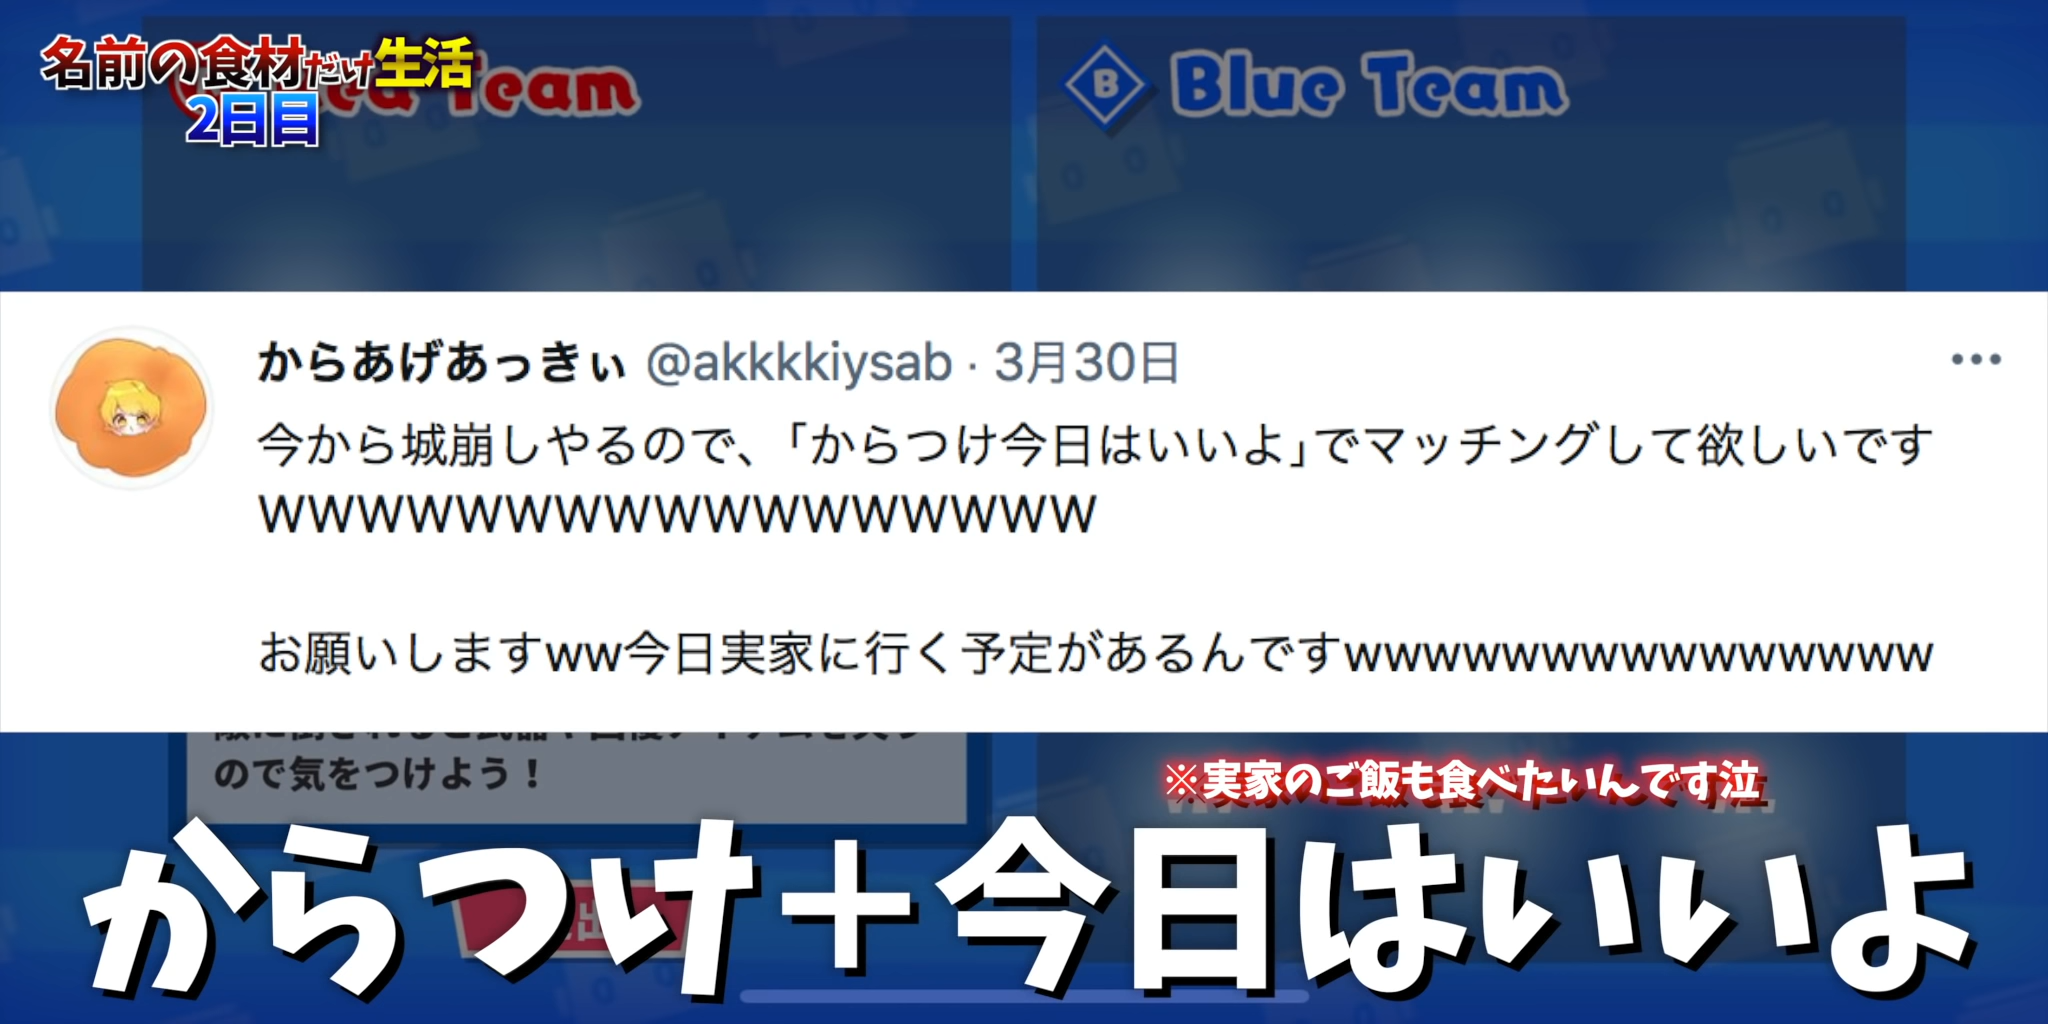 名前の食材だけ生活
2日目
Team
B Blue Team
からあげあっきぃ @akkkkiysab · 3月30日
今から城崩しやるので、「からつけ今日はいいよ」でマッチングして欲しいです
wwwwwwwwwwwwwwwww
お願いしますww今日実家に行く予定があるんですwwwwwwwwwwwwwww
ので気をつけよう！
※実家のご飯も食べたいんです泣
からつけ+今日はいいよ